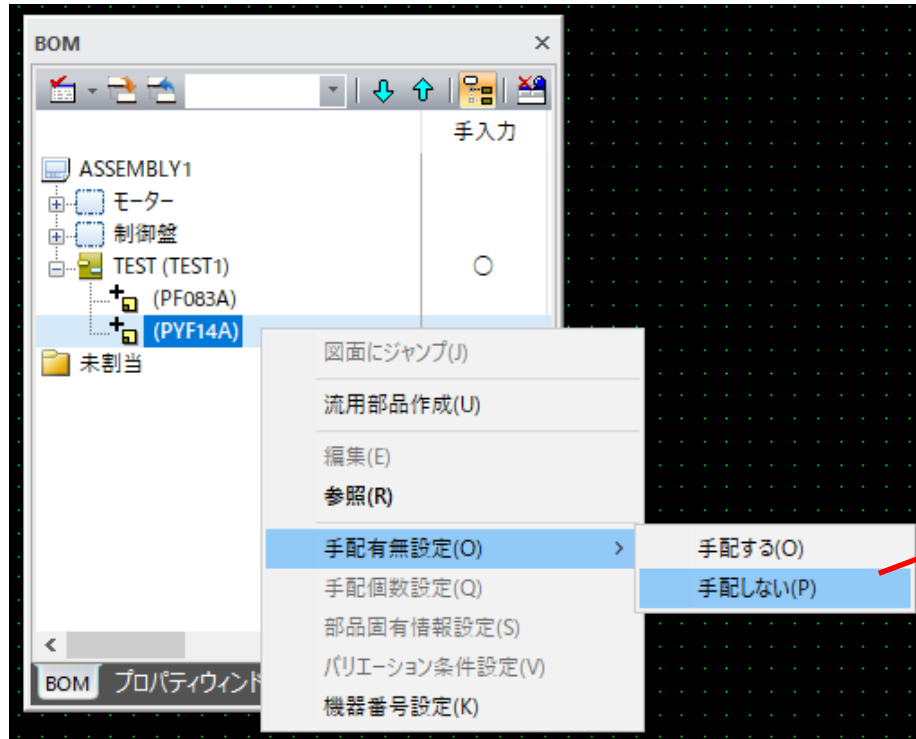 BOM
手入力
ASSEMBLY1
モーター
制御盤
TEST (TEST1)
○
(PF083A)
(PYF14A)
未割当
図面にジャンプ(J)
流用部品作成(U)
編集(E)
参照(R)
手配有無設定(O)
手配する(O)
手配個数設定(Q)
手配しない(P)
部品固有情報設定(S)
バリエーション条件設定(V)
機器番号設定(K)
BOM
プロパティウィンド